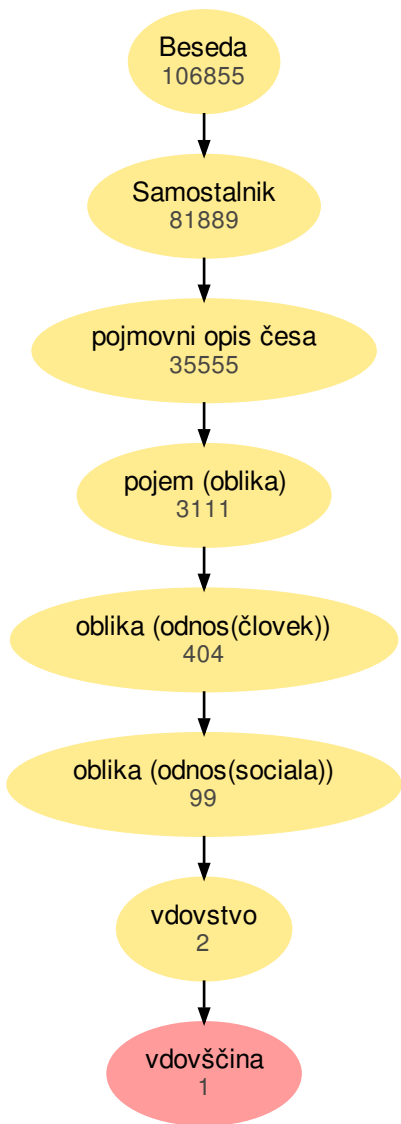 Beseda
106855
Samostalnik
81889
pojmovni opis česa
35555
pojem (oblika)
3111
oblika (odnos(človek))
404
oblika (odnos(sociala))
99
vdovstvo
2
vdovščina
1